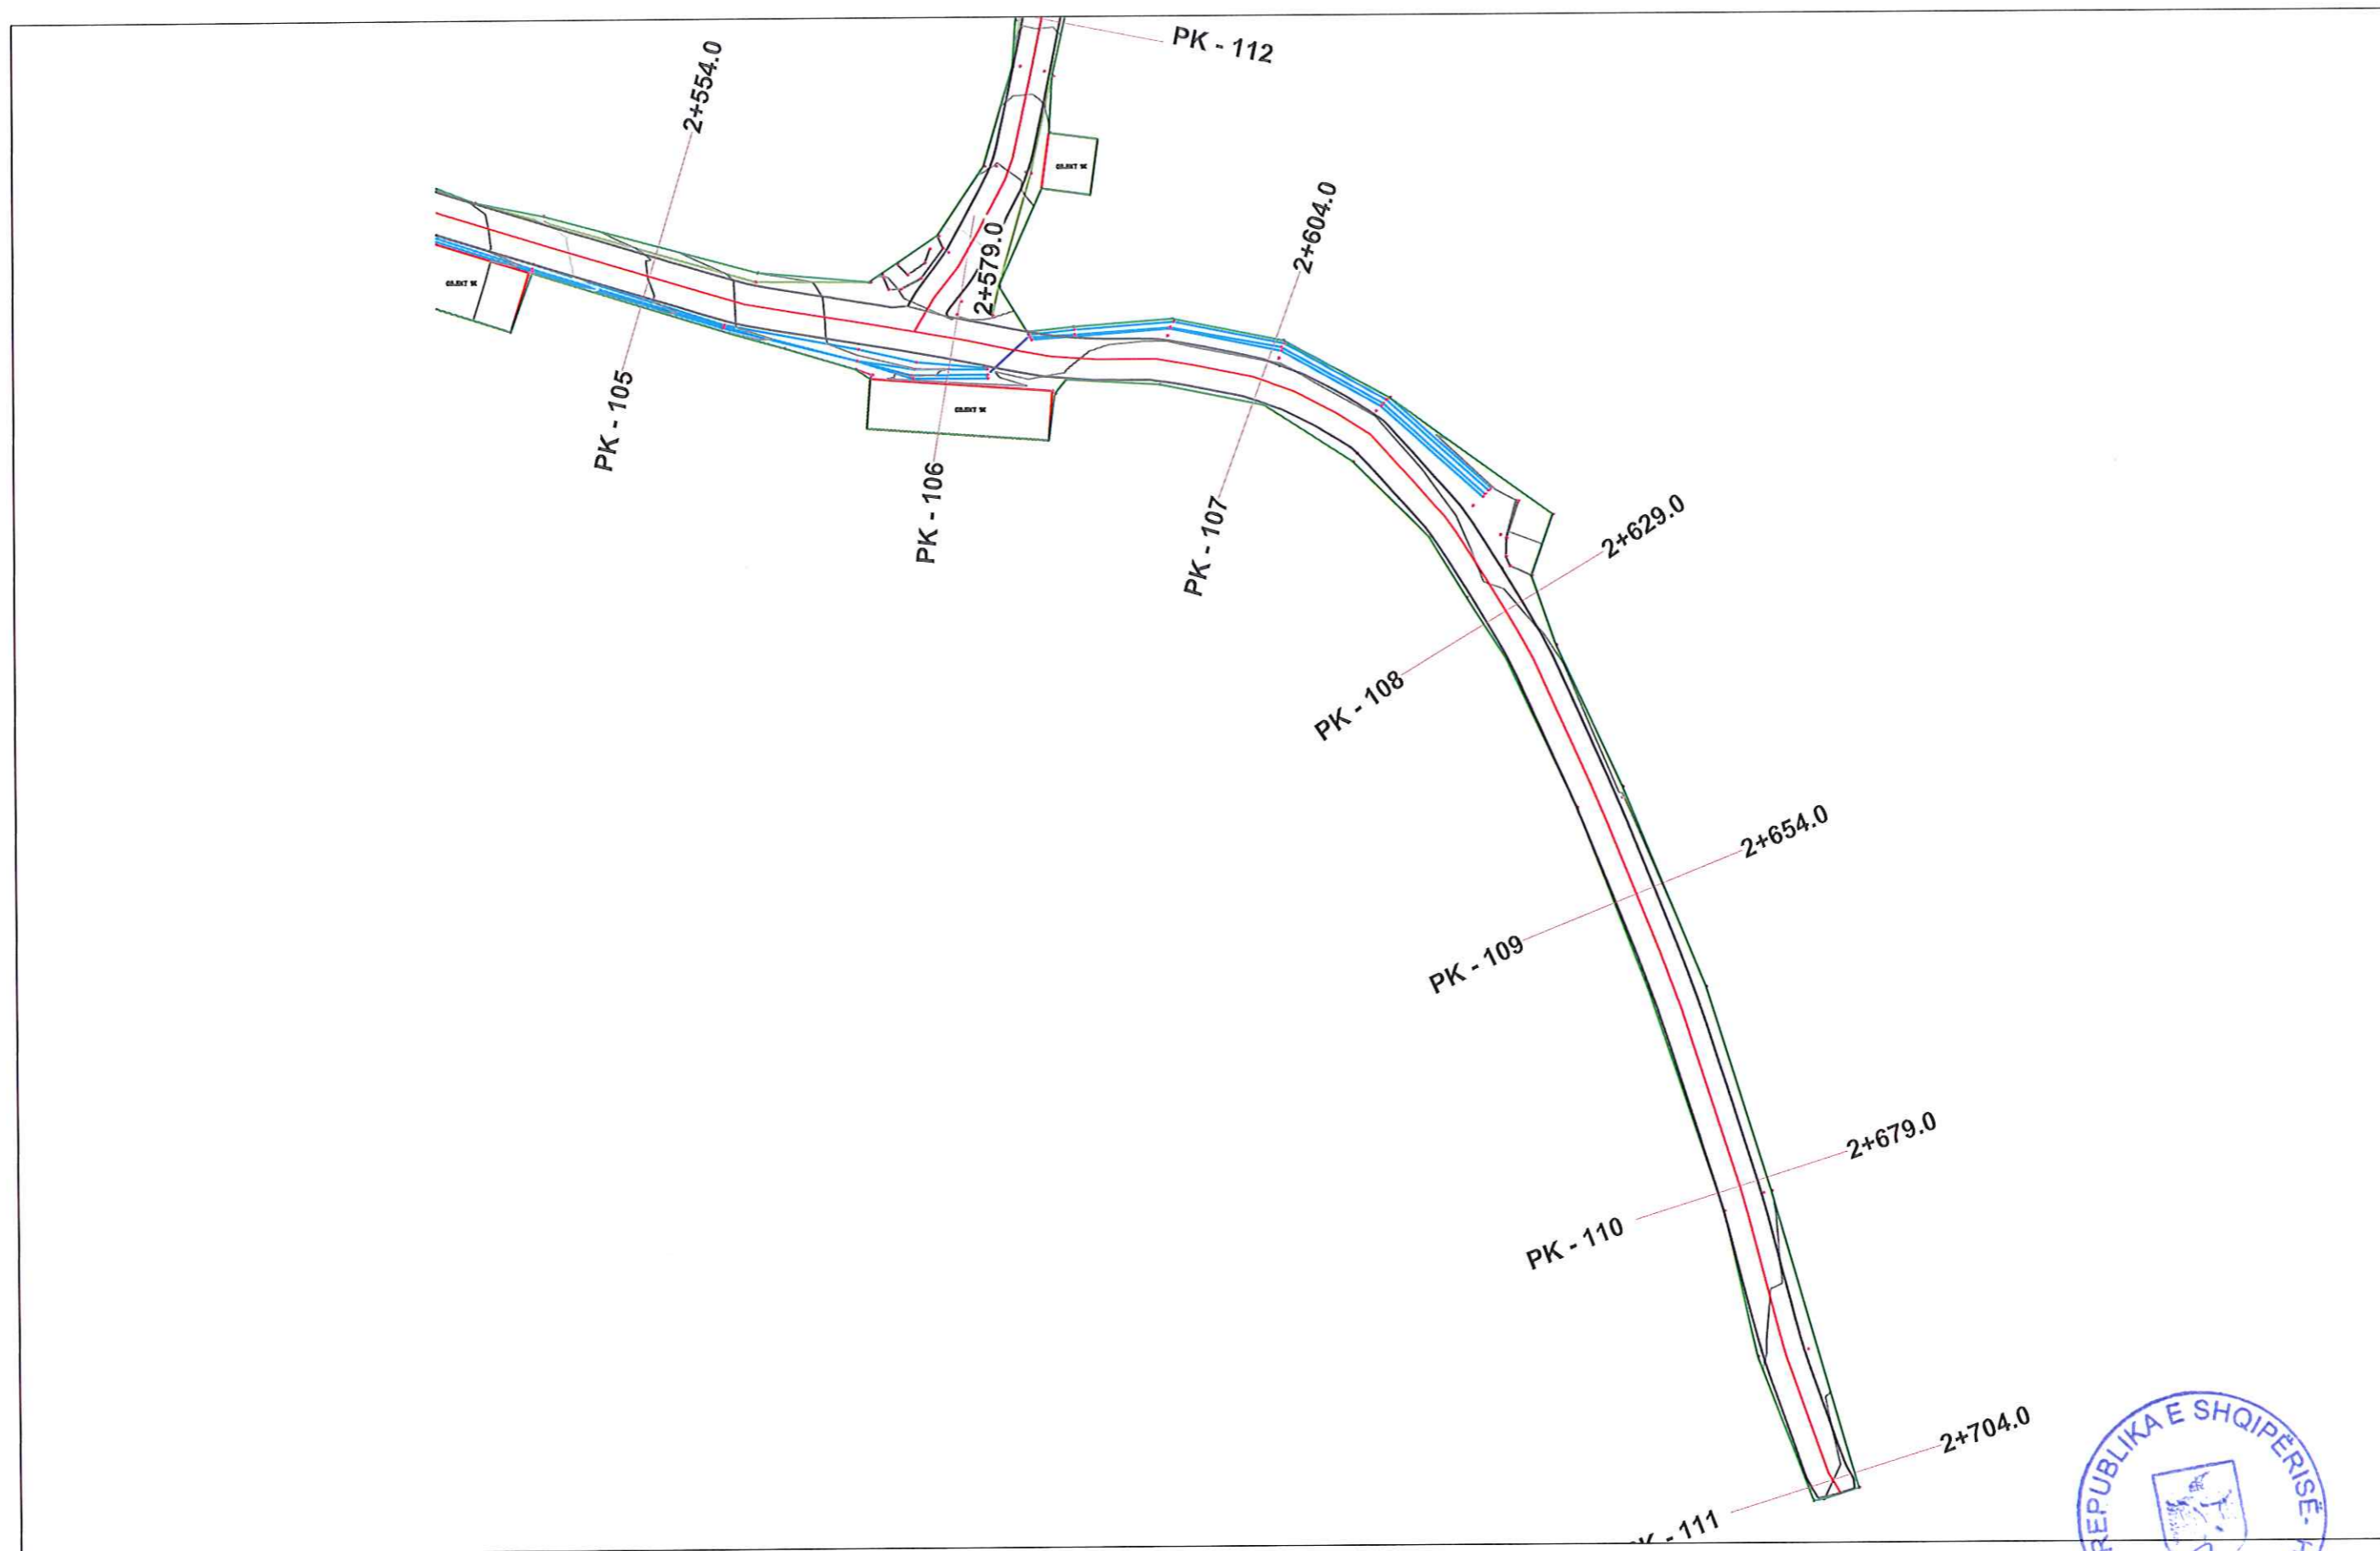 PK - 112
2+554.0
2+579.0
2+604.0
PK - 105
PK - 106
PK - 107
2+629.0
PK - 108
2+654.0
PK - 109
2+679.0
PK - 110
2+704.0
- 111
REPUBLIKA E SHQIPËRISË